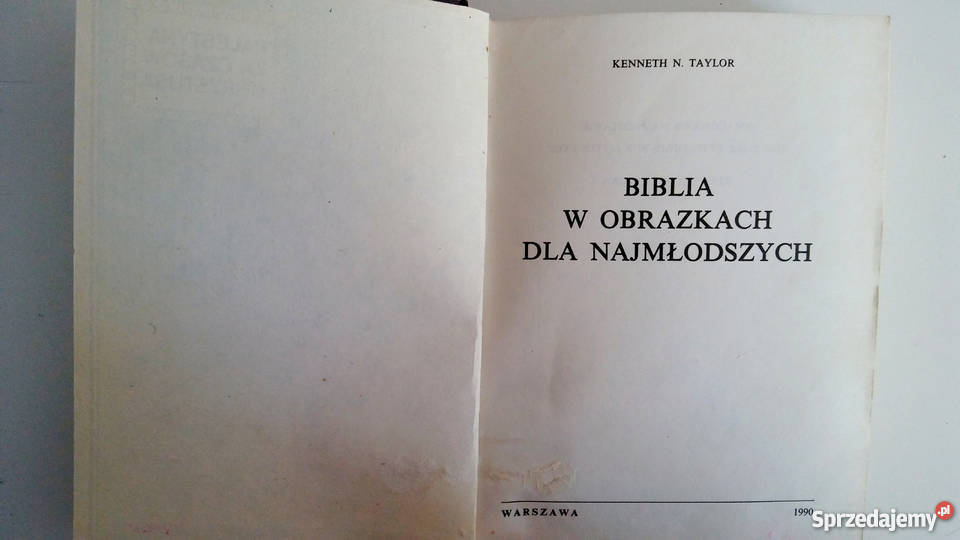 KENNETH N. TAYLOR
BIBLIA
W OBRAZKACH
DLA NAJMŁODSZYCH
WARSZAWA 1990
Sprzedajemy.pl